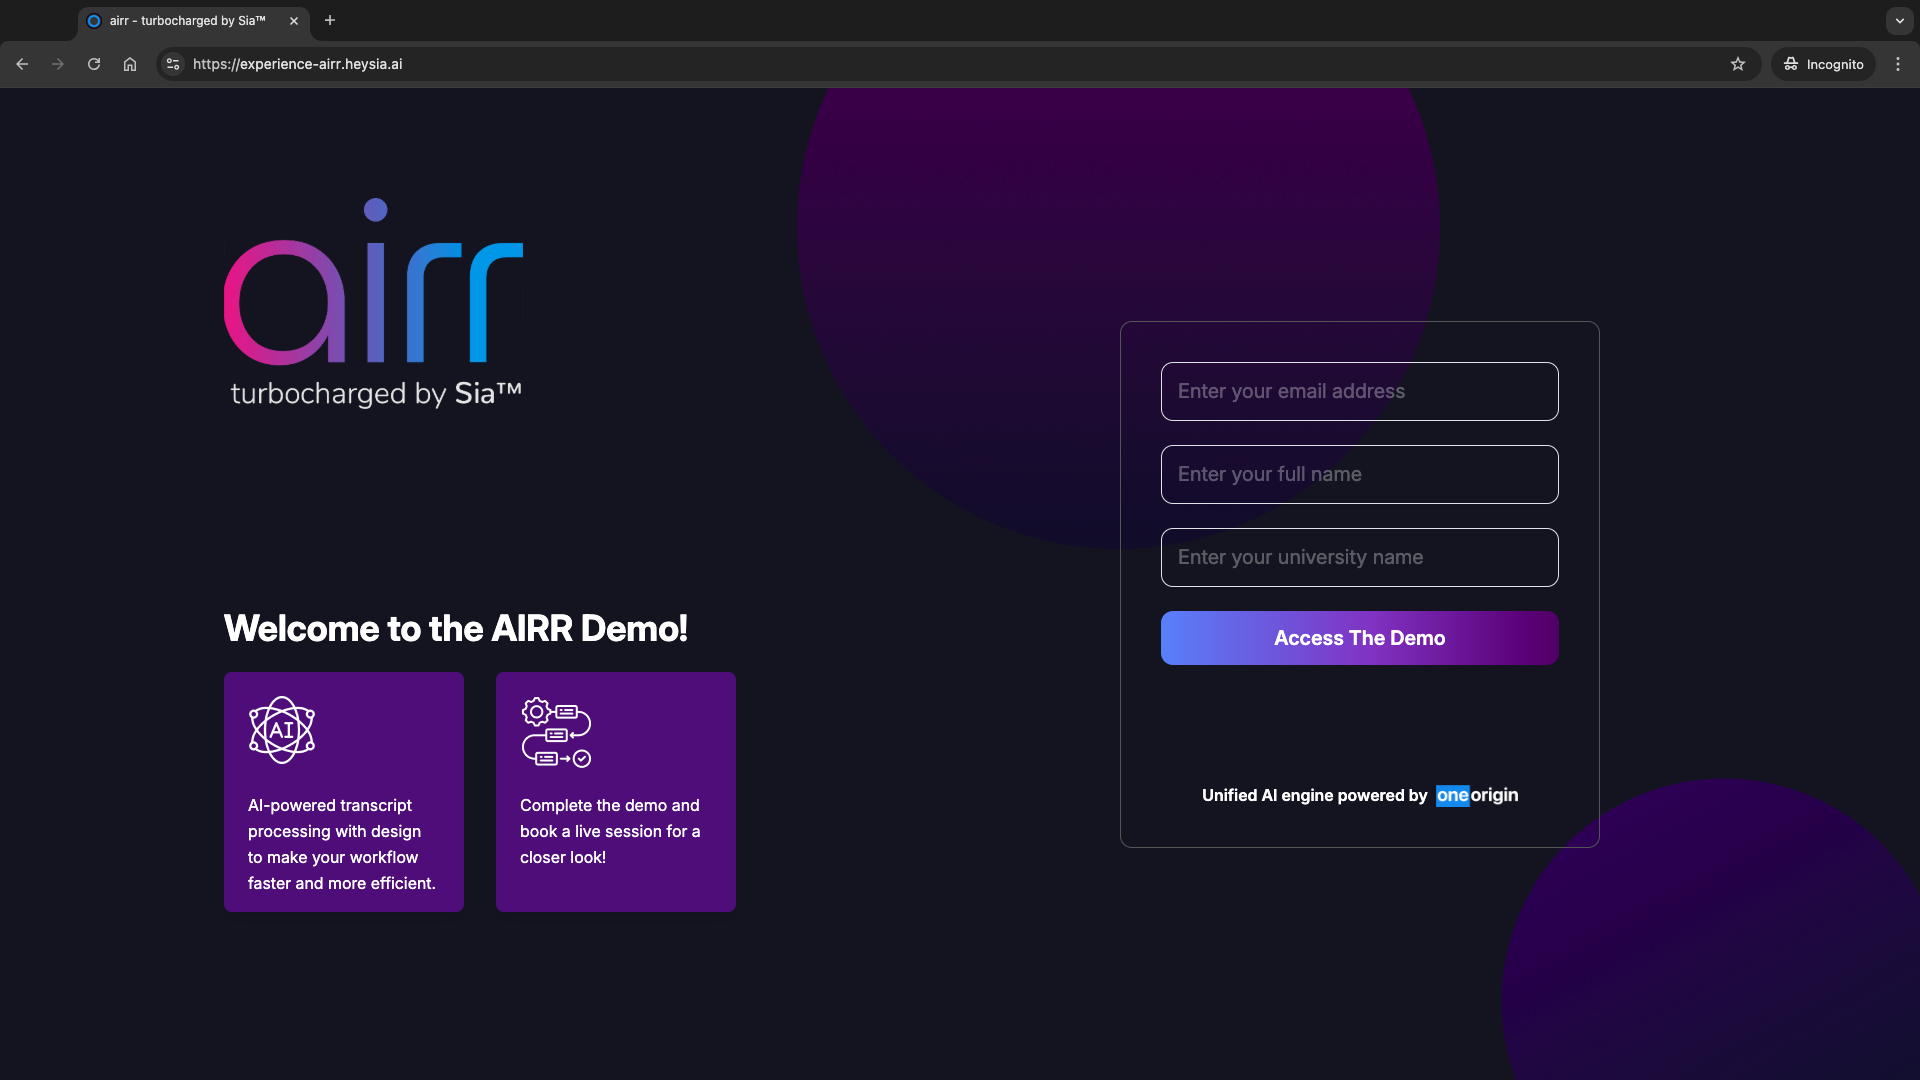 airr - turbocharged by Sia™
https://experience-airr.heysia.ai
Incognito
airr
turbocharged by Sia™
Welcome to the AIRR Demo!
AI
AI-powered transcript
processing with design
to make your workflow
faster and more efficient.
Complete the demo and
book a live session for a
closer look!
Enter your email address
Enter your full name
Enter your university name
Access The Demo
Unified AI engine powered by oneorigin